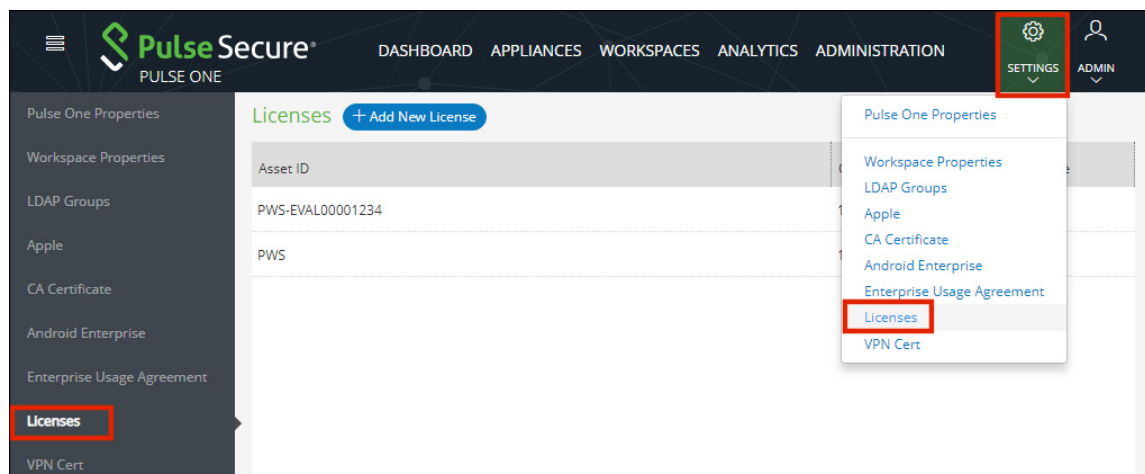 Pulse Secure
PULSE ONE
DASHBOARD APPLIANCES WORKSPACES ANALYTICS ADMINISTRATION
SETTINGS
ADMIN
Pulse One Properties
Workspace Properties
LDAP Groups
Apple
CA Certificate
Android Enterprise
Enterprise Usage Agreement
Licenses
VPN Cert
Licenses
+ Add New License
Asset ID
PWS-EVAL00001234
PWS
Pulse One Properties
Workspace Properties
LDAP Groups
Apple
CA Certificate
Android Enterprise
Enterprise Usage Agreement
Licenses
VPN Cert